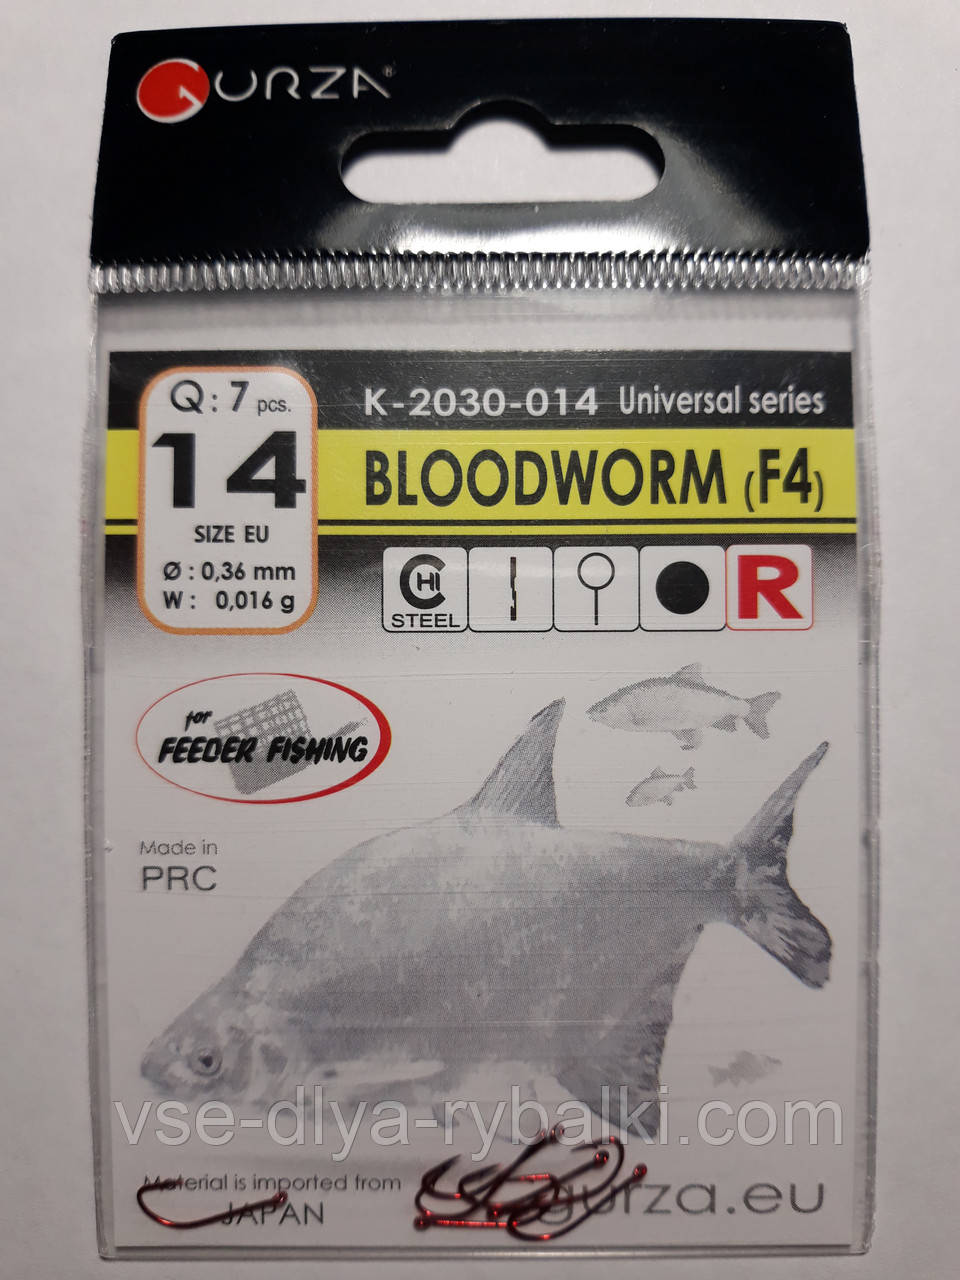 GURZA®
Q: 7 pcs.
14
SIZE EU
Ø : 0,36 mm
W : 0,016 g
K-2030-014 Universal series
BLOODWORM (F4)
C HI
STEEL
R
for
FEEDER FISHING
Made in
PRC
vse-dlya-rybalki.com
Material is imported from
JAPAN
gurza.eu